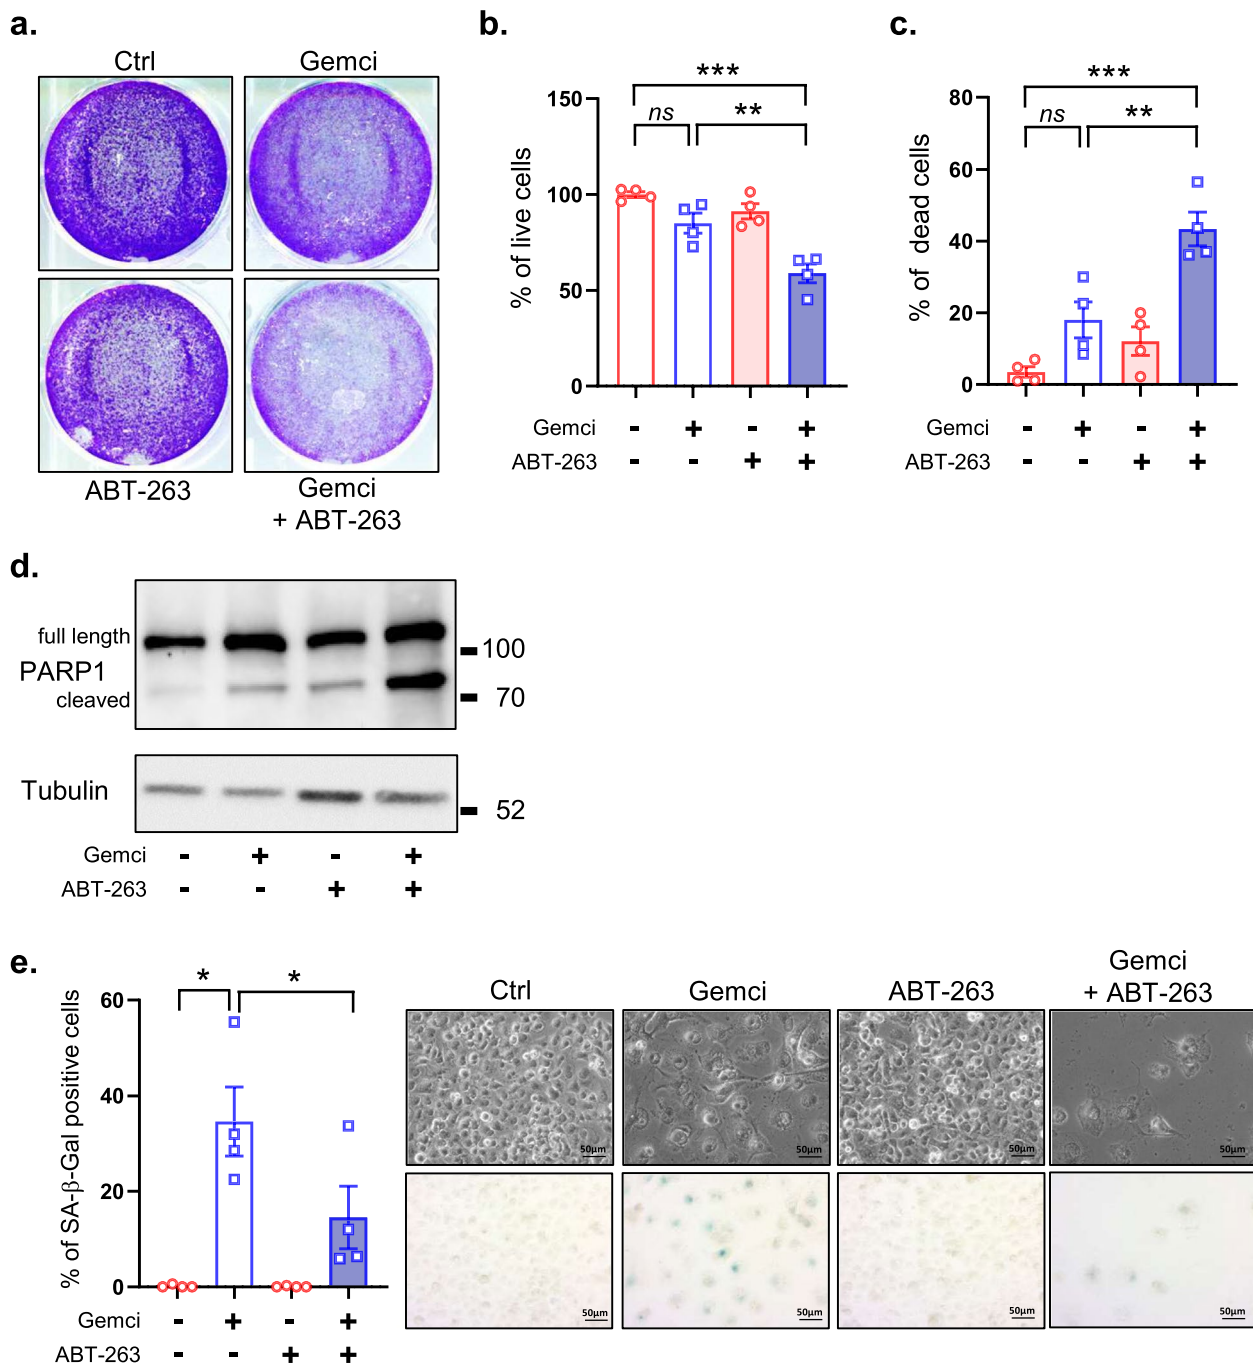 a.
Ctrl
Gemci
ABT-263
Gemci
+ ABT-263
b.
***
ns
**
150
100
50
0
% of live cells
Gemci - + - +
ABT-263 - - + +
c.
***
ns
**
80
60
40
20
0
% of dead cells
Gemci - + - +
ABT-263 - - + +
d.
full length
PARP1
cleaved
100
70
Tubulin
52
Gemci - + - +
ABT-263 - - + +
e.
*
*
60
40
20
0
% of SA-β-Gal positive cells
Gemci - + - +
ABT-263 - - + +
Ctrl
Gemci
ABT-263
Gemci
+ ABT-263
50µm
50µm
50µm
50µm
50µm
50µm
50µm
50µm